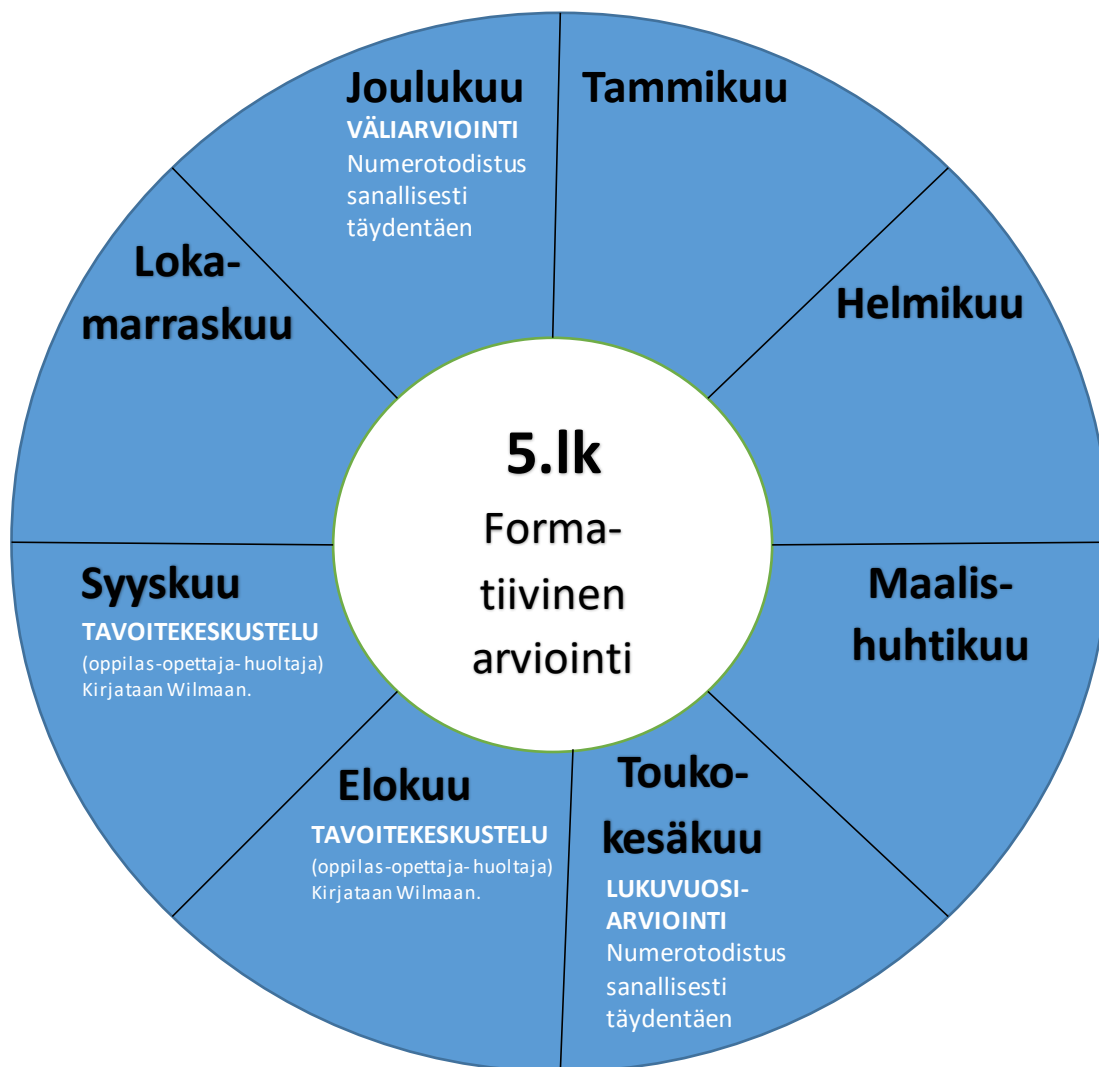 Joulukuu
VÄLIARVIOINTI
Numerotodistus
sanallisesti
täydentäen
Tammikuu
Helmikuu
Maalis-
huhtikuu
Touko-
kesäkuu
LUKUVUOSI-
ARVIOINTI
Numerotodistus
sanallisesti
täydentäen
Elokuu
TAVOITEKESKUSTELU
(oppilas-opettaja-huoltaja)
Kirjataan Wilmaan.
Syyskuu
TAVOITEKESKUSTELU
(oppilas-opettaja-huoltaja)
Kirjataan Wilmaan.
Loka-
marraskuu
5.lk
Forma-
tiivinen
arviointi